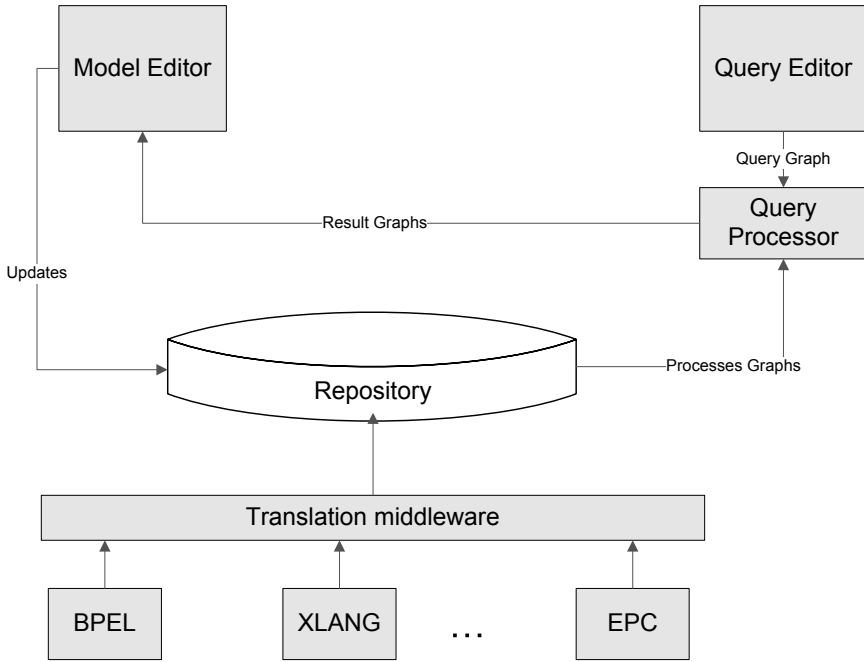 Model Editor
Query Editor
Query Graph
Query
Processor
Result Graphs
Updates
Repository
Processes Graphs
Translation middleware
BPEL
XLANG
...
EPC